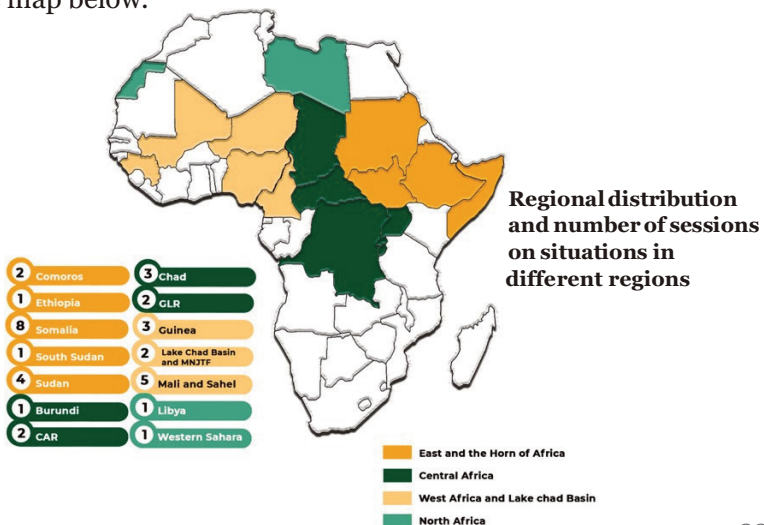 map below.
Regional distribution
and number of sessions
on situations in
different regions
2 Comoros
1 Ethiopia
8 Somalia
1 South Sudan
4 Sudan
1 Burundi
2 CAR
3 Chad
2 GLR
3 Guinea
2 Lake Chad Basin
and MNJTF
5 Mali and Sahel
1 Libya
1 Western Sahara
East and the Horn of Africa
Central Africa
West Africa and Lake chad Basin
North Africa